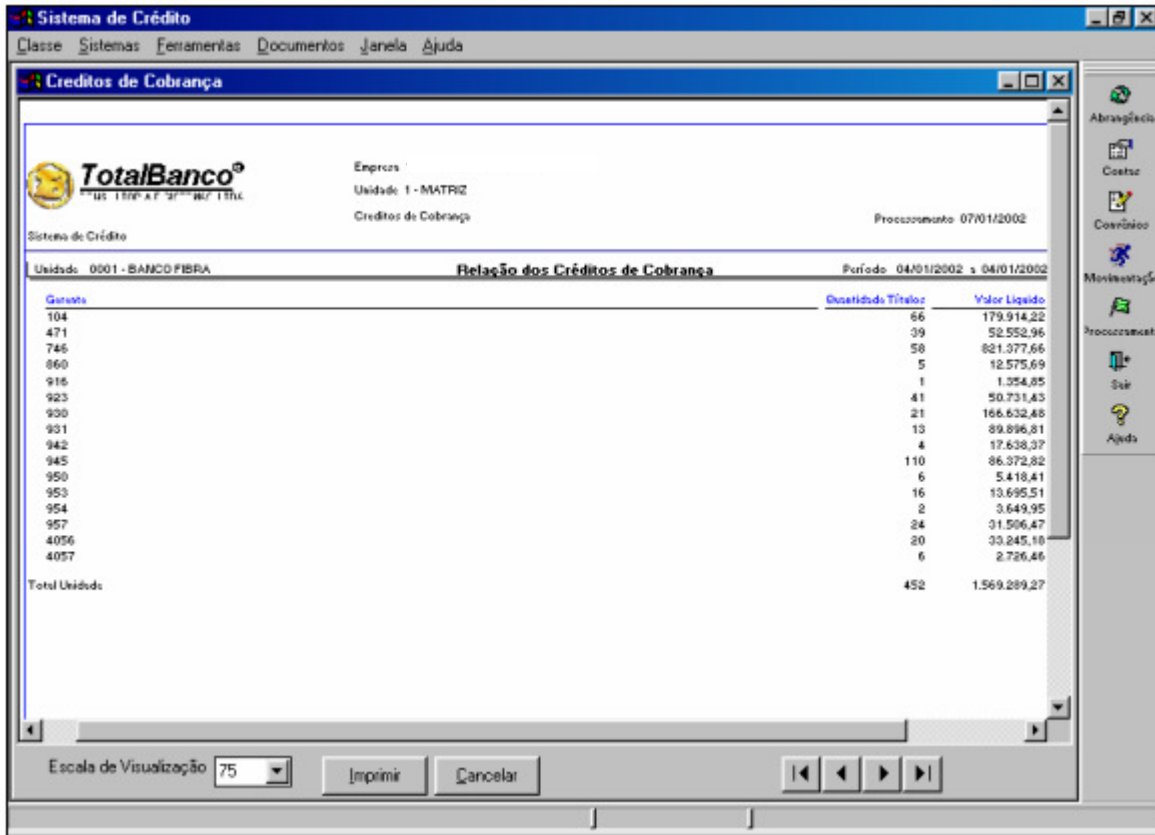 Sistema de Crédito
Classe Sistemas Ferramentas Documentos Janela Ajuda
Creditos de Cobrança
TotalBanco®
Empresa
Unidade 1 - MATRIZ
Creditos de Cobrança
Processamento 07/01/2002
Sistema de Crédito
Unidade 0001 - BANCO FIBRA Relação dos Créditos de Cobrança Período 04/01/2002 a 04/01/2002
Gerente Quantidade Títulos Valor Liquido
104 66 179.914,22
471 39 52.552,96
746 58 821.377,66
860 5 12.575,69
916 1 1.354,85
923 41 50.731,43
930 21 166.632,48
931 13 89.896,81
942 4 17.638,37
945 110 86.372,82
950 6 5.418,41
953 16 13.695,51
954 2 3.649,95
957 24 31.506,47
4056 20 33.245,18
4057 6 2.726,46
Total Unidade 452 1.569.289,27
Escala de Visualização 75 Imprimir Cancelar
Abrangência
Contas
Convênios
Movimentaçã
Processament
Sair
Ajuda